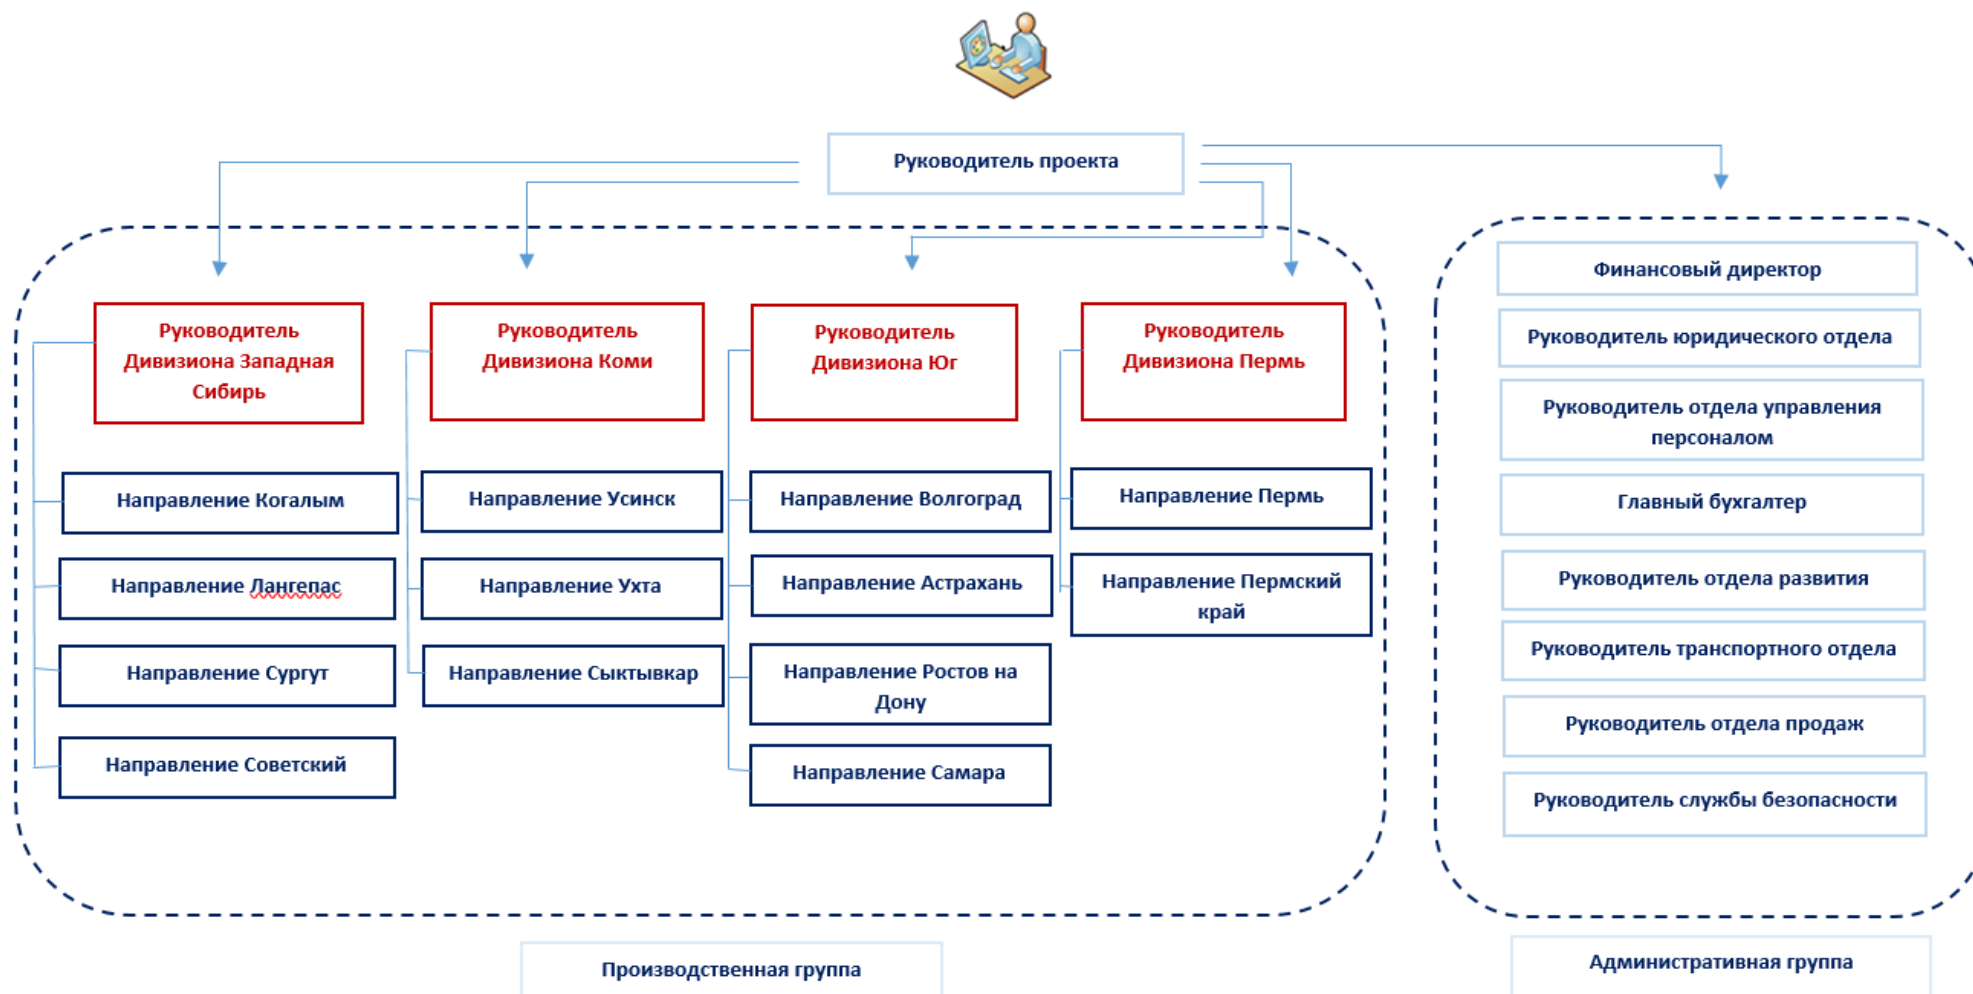 Руководитель проекта
Руководитель
Дивизиона Западная
Сибирь
Направление Когалым
Направление Лангепас
Направление Сургут
Направление Советский
Руководитель
Дивизиона Коми
Направление Усинск
Направление Ухта
Направление Сыктывкар
Руководитель
Дивизиона Юг
Направление Волгоград
Направление Астрахань
Направление Ростов на
Дону
Направление Самара
Руководитель
Дивизиона Пермь
Направление Пермь
Направление Пермский
край
Производственная группа
Финансовый директор
Руководитель юридического отдела
Руководитель отдела управления
персоналом
Главный бухгалтер
Руководитель отдела развития
Руководитель транспортного отдела
Руководитель отдела продаж
Руководитель службы безопасности
Административная группа